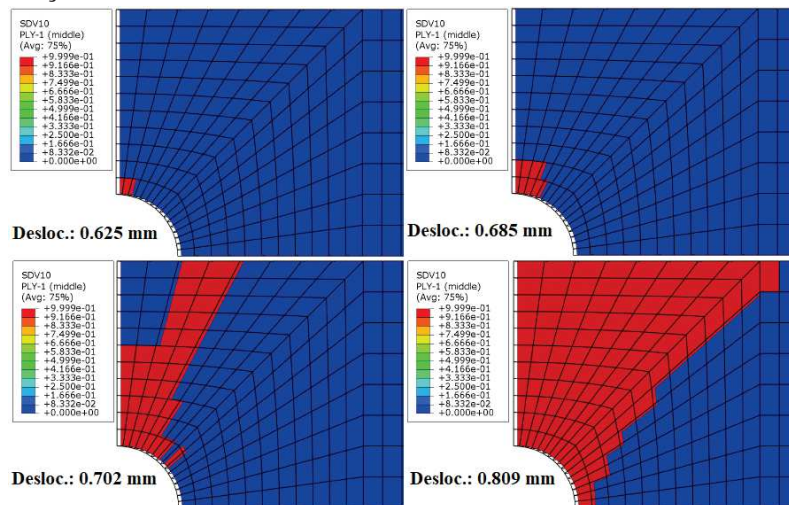 SDV10
PLY-1 (middle)
(Avg: 75%)
+9.999e-01
+9.166e-01
+8.333e-01
+7.499e-01
+6.666e-01
+5.833e-01
+4.999e-01
+4.166e-01
+3.333e-01
+2.500e-01
+1.666e-01
+8.332e-02
+0.000e+00
Desloc.: 0.625 mm
SDV10
PLY-1 (middle)
(Avg: 75%)
+9.999e-01
+9.166e-01
+8.333e-01
+7.499e-01
+6.666e-01
+5.833e-01
+4.999e-01
+4.166e-01
+3.333e-01
+2.500e-01
+1.666e-01
+8.332e-02
+0.000e+00
Desloc.: 0.685 mm
SDV10
PLY-1 (middle)
(Avg: 75%)
+9.999e-01
+9.166e-01
+8.333e-01
+7.499e-01
+6.666e-01
+5.833e-01
+4.999e-01
+4.166e-01
+3.333e-01
+2.500e-01
+1.666e-01
+8.332e-02
+0.000e+00
Desloc.: 0.702 mm
SDV10
PLY-1 (middle)
(Avg: 75%)
+9.999e-01
+9.166e-01
+8.333e-01
+7.499e-01
+6.666e-01
+5.833e-01
+4.999e-01
+4.166e-01
+3.333e-01
+2.500e-01
+1.666e-01
+8.332e-02
+0.000e+00
Desloc.: 0.809 mm